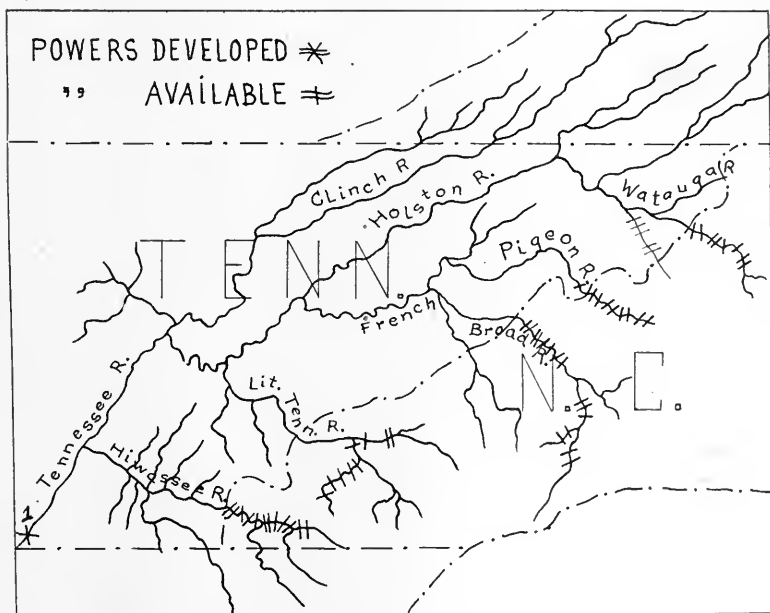 POWERS DEVELOPED
" AVAILABLE
CLinch R
Holston R.
Watauga R
TENN.
Pigeon R.
French
Broad R.
N. C.
Lit. Tenn. R.
Tennessee R.
Hiwassee R.
1